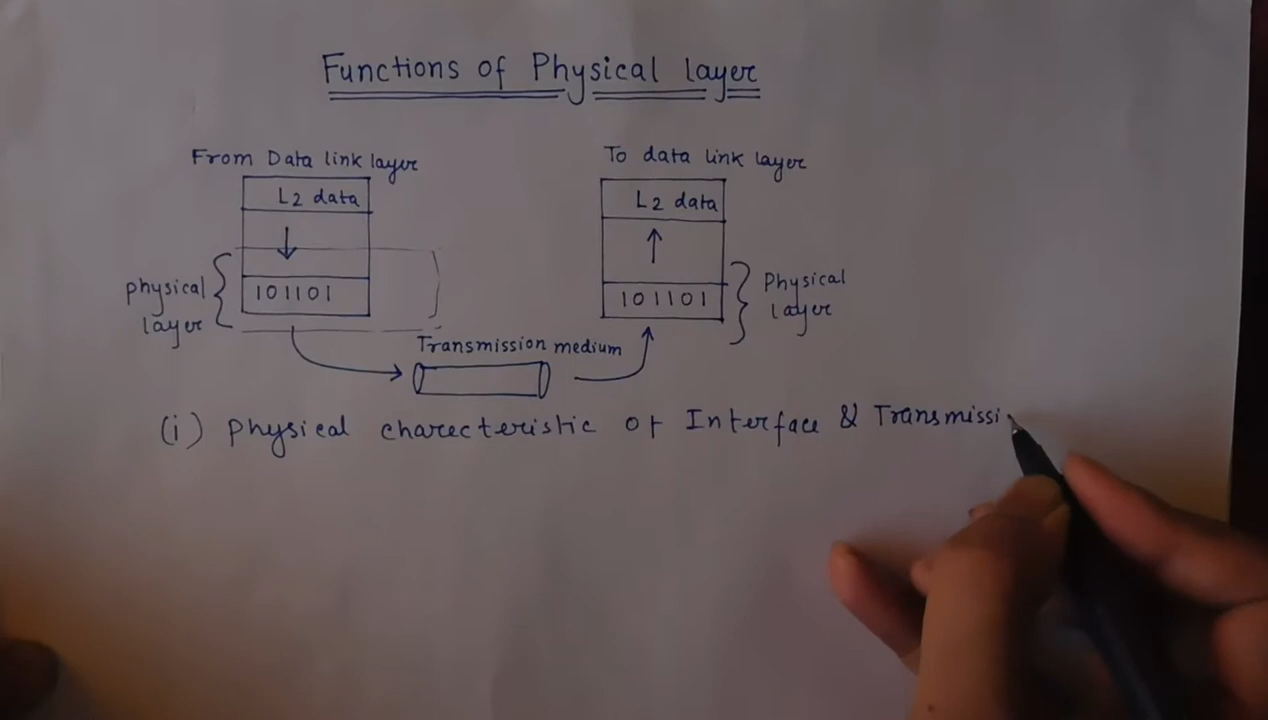 Functions of Physical layer
From Data link layer
To data link layer
L2 data
L2 data
101101
101101
physical
layer
Physical
layer
Transmission medium
(i) Physical charecteristic of Interface & Transmissi